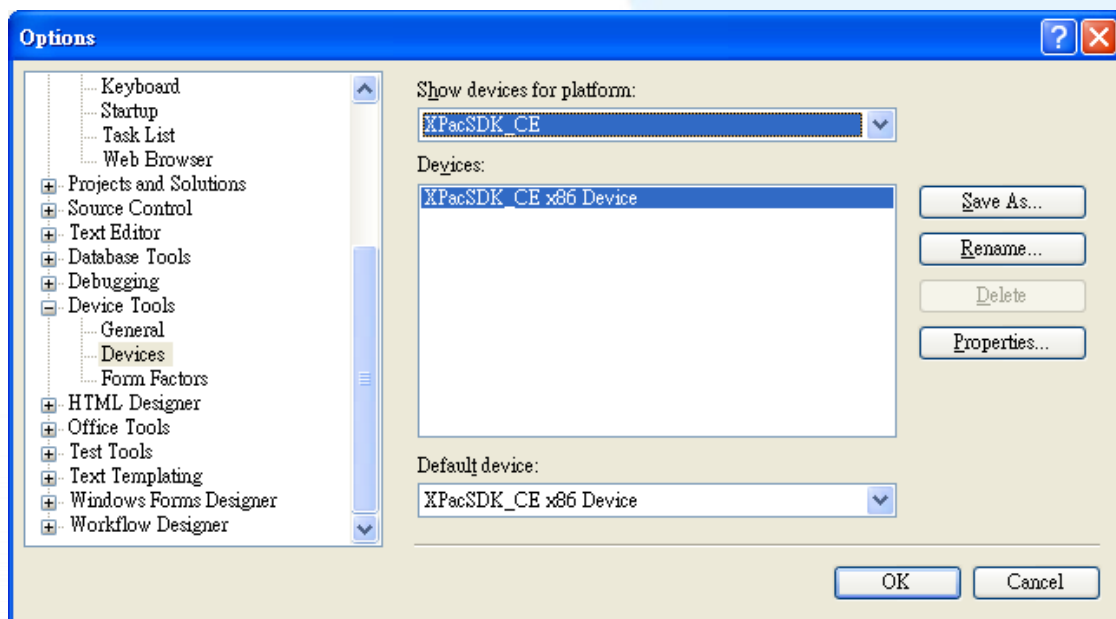 Options
Keyboard
Startup
Task List
Web Browser
Projects and Solutions
Source Control
Text Editor
Database Tools
Debugging
Device Tools
General
Devices
Form Factors
HTML Designer
Office Tools
Test Tools
Text Templating
Windows Forms Designer
Workflow Designer
Show devices for platform:
XPacSDK_CE
Devices:
XPacSDK_CE x86 Device
Save As...
Rename...
Delete
Properties...
Default device:
XPacSDK_CE x86 Device
OK
Cancel